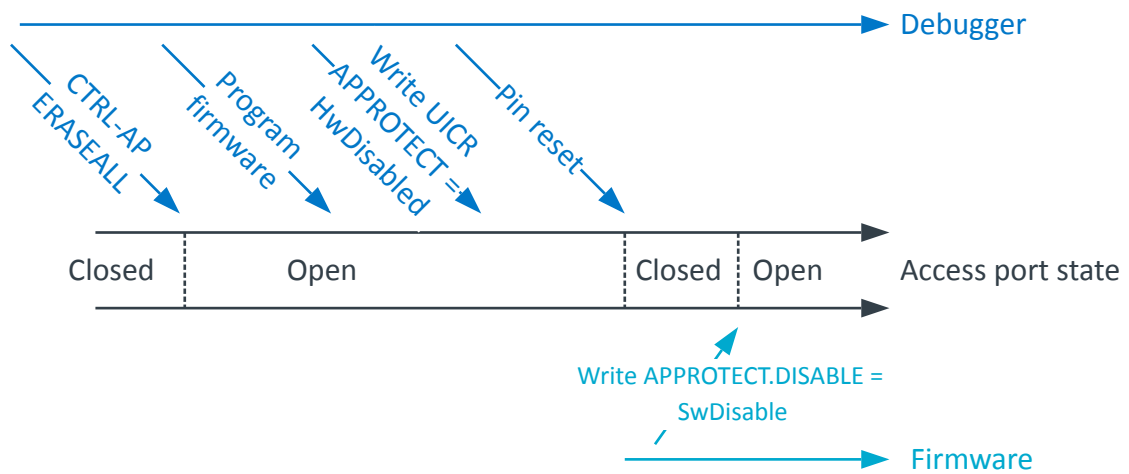 Debugger
CTRL-AP
ERASEALL
Program
firmware
Write UICR
APPROTECT =
HwDisabled
Pin reset
Closed
Open
Closed
Open
Access port state
Write APPROTECT.DISABLE =
SwDisable
Firmware